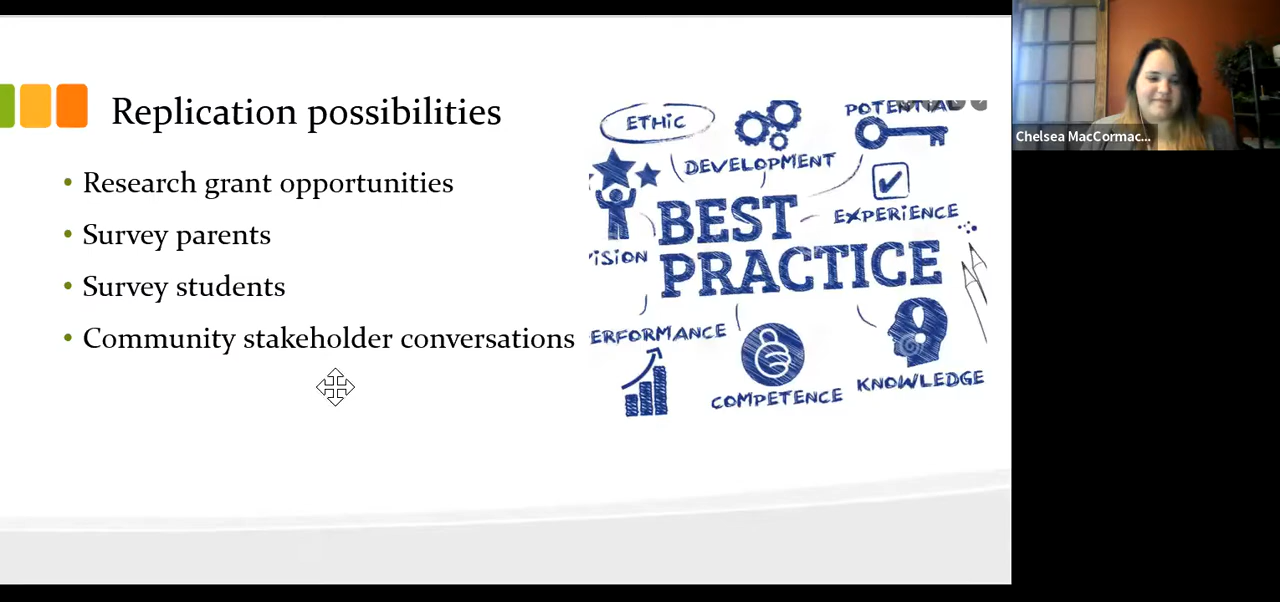 Replication possibilities
• Research grant opportunities
• Survey parents
• Survey students
• Community stakeholder conversations
ETHiC
DEVELOPMENT
POTENTIAL
EXPERiENCE
BEST
PRACTICE
ViSiON
ERFORMANCE
COMPETENCE
KNOWLEDGE
Chelsea MacCormac...